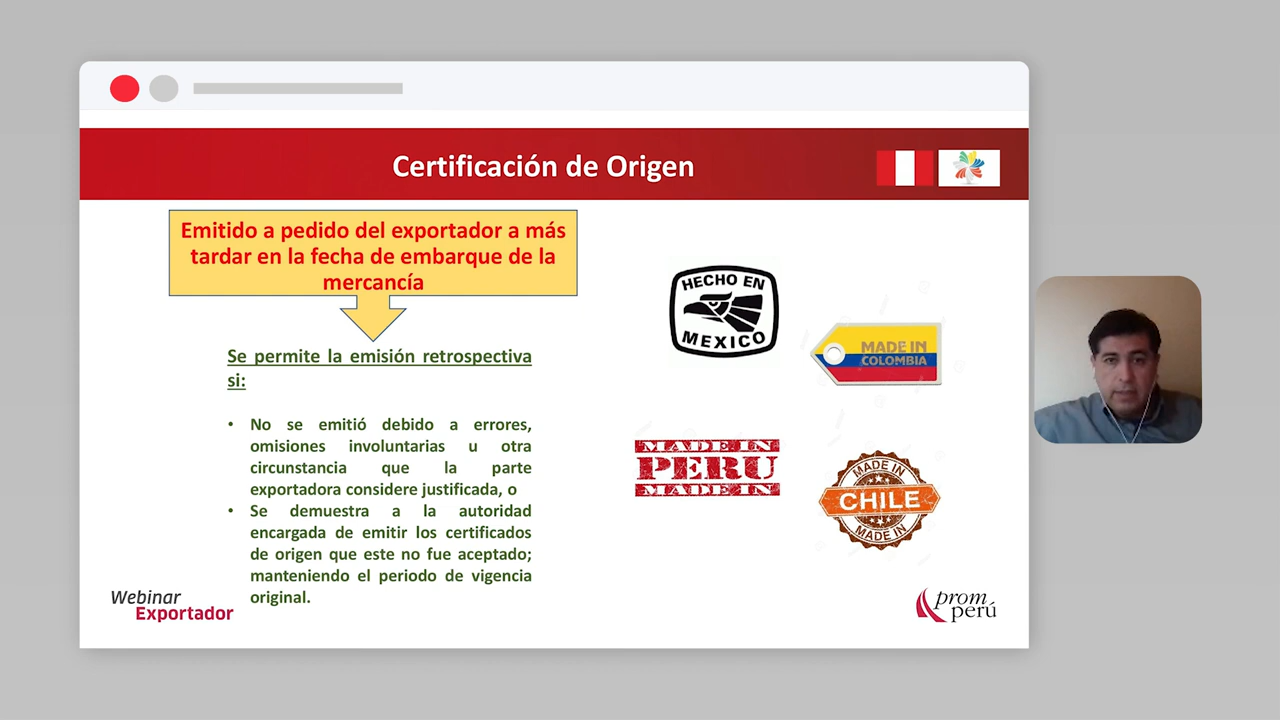 Certificación de Origen
Emitido a pedido del exportador a más
tardar en la fecha de embarque de la
mercancía
Se permite la emisión retrospectiva
si:
• No se emitió debido a errores,
omisiones involuntarias u otra
circunstancia que la parte
exportadora considere justificada, o
• Se demuestra a la autoridad
encargada de emitir los certificados
de origen que este no fue aceptado;
manteniendo el periodo de vigencia
original.
HECHO EN
MEXICO
MADE IN
COLOMBIA
MADE IN
PERU
MADE IN
MADE IN
CHILE
MADE IN
Webinar
Exportador
prom
perú